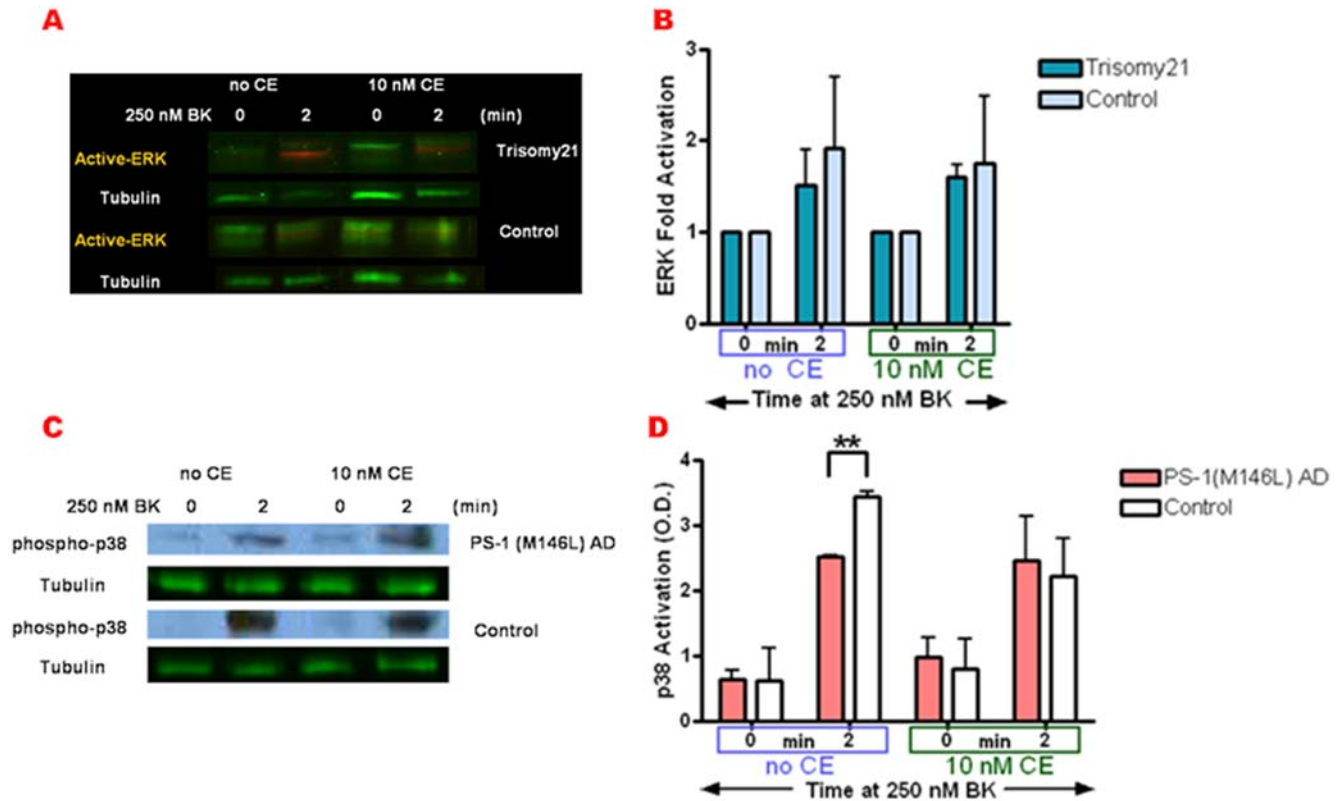 A
no CE 10 nM CE
250 nM BK 0 2 0 2 (min)
Active-ERK Trisomy21
Tubulin
Active-ERK Control
Tubulin
B
3
2
1
0
ERK Fold Activation
Trisomy21
Control
0 min 2 0 min 2
no CE 10 nM CE
Time at 250 nM BK
C
no CE 10 nM CE
250 nM BK 0 2 0 2 (min)
phospho-p38 PS-1 (M146L) AD
Tubulin
phospho-p38 Control
Tubulin
D
**
4
3
2
1
0
p38 Activation (O.D.)
PS-1(M146L) AD
Control
0 min 2 0 min 2
no CE 10 nM CE
Time at 250 nM BK